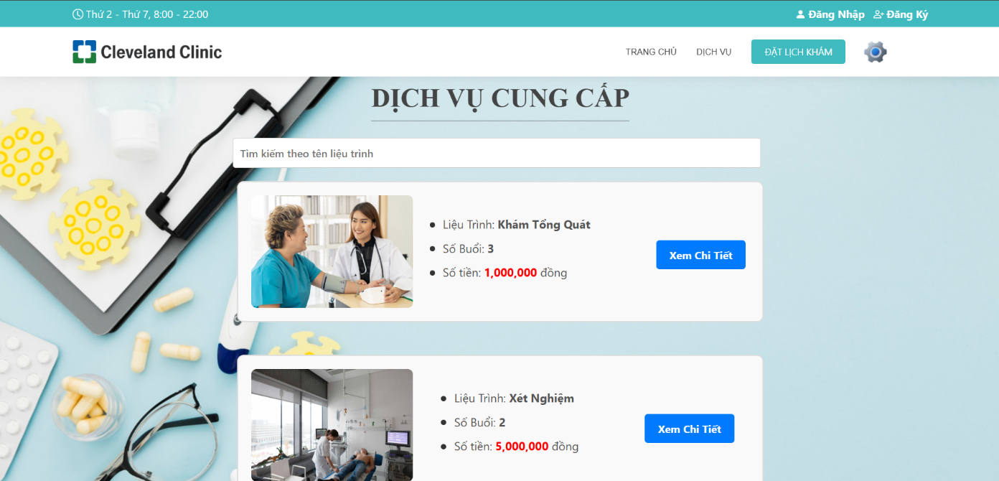 Thứ 2 - Thứ 7, 8:00 - 22:00
Đăng Nhập
Đăng Ký
Cleveland Clinic
TRANG CHỦ
DỊCH VỤ
ĐẶT LỊCH KHÁM
DỊCH VỤ CUNG CẤP
Tìm kiếm theo tên liệu trình
Liệu Trình: Khám Tổng Quát
Số Buổi: 3
Số tiền: 1,000,000 đồng
Xem Chi Tiết
Liệu Trình: Xét Nghiệm
Số Buổi: 2
Số tiền: 5,000,000 đồng
Xem Chi Tiết